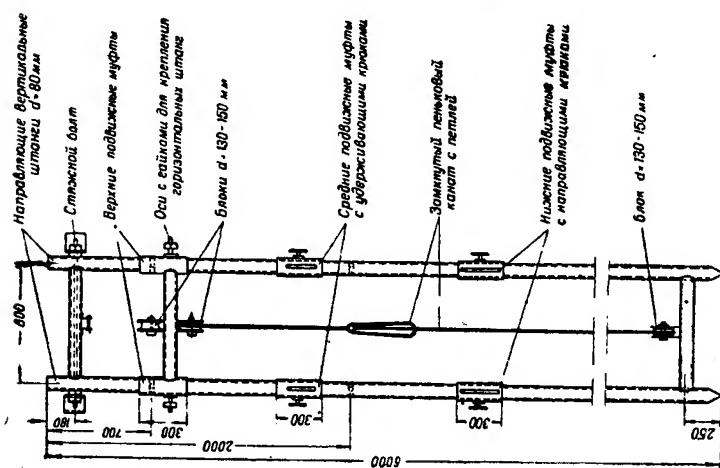 Направляющие вертикальные
штанги d=80мм
Стяжной болт
Верхние подвижные муфты
Оси с гайками для крепления
горизонтальных штанг
Блоки d=130-150 мм
Средние подвижные муфты
с удерживающими крюками
Замкнутый пеньковый
канат с петлей
Нижние подвижные муфты
с направляющими крюками
Блок d=130-150 мм
800
180
700
300
2000
300
300
6000
250